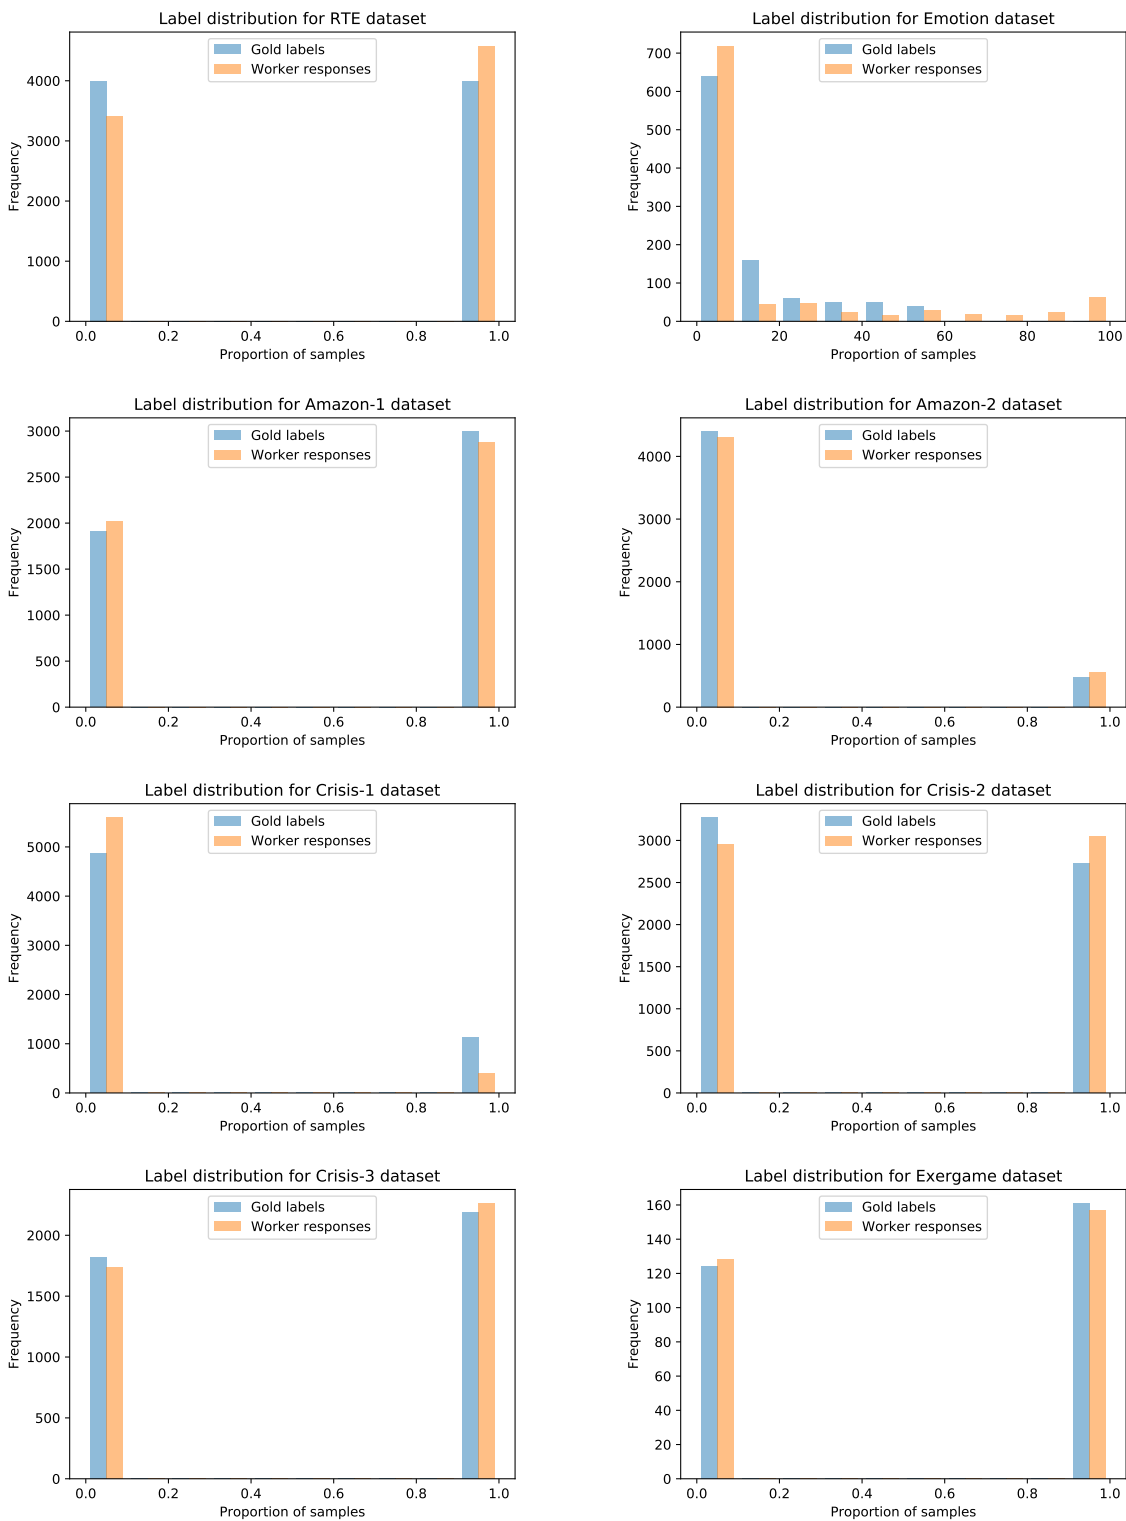 Label distribution for RTE dataset
Gold labels
Worker responses
Frequency
4000
3000
2000
1000
0
0.0 0.2 0.4 0.6 0.8 1.0
Proportion of samples
Label distribution for Emotion dataset
Gold labels
Worker responses
Frequency
700
600
500
400
300
200
100
0
0 20 40 60 80 100
Proportion of samples
Label distribution for Amazon-1 dataset
Gold labels
Worker responses
Frequency
3000
2500
2000
1500
1000
500
0
0.0 0.2 0.4 0.6 0.8 1.0
Proportion of samples
Label distribution for Amazon-2 dataset
Gold labels
Worker responses
Frequency
4000
3000
2000
1000
0
0.0 0.2 0.4 0.6 0.8 1.0
Proportion of samples
Label distribution for Crisis-1 dataset
Gold labels
Worker responses
Frequency
5000
4000
3000
2000
1000
0
0.0 0.2 0.4 0.6 0.8 1.0
Proportion of samples
Label distribution for Crisis-2 dataset
Gold labels
Worker responses
Frequency
3000
2500
2000
1500
1000
500
0
0.0 0.2 0.4 0.6 0.8 1.0
Proportion of samples
Label distribution for Crisis-3 dataset
Gold labels
Worker responses
Frequency
2000
1500
1000
500
0
0.0 0.2 0.4 0.6 0.8 1.0
Proportion of samples
Label distribution for Exergame dataset
Gold labels
Worker responses
Frequency
160
140
120
100
80
60
40
20
0
0.0 0.2 0.4 0.6 0.8 1.0
Proportion of samples